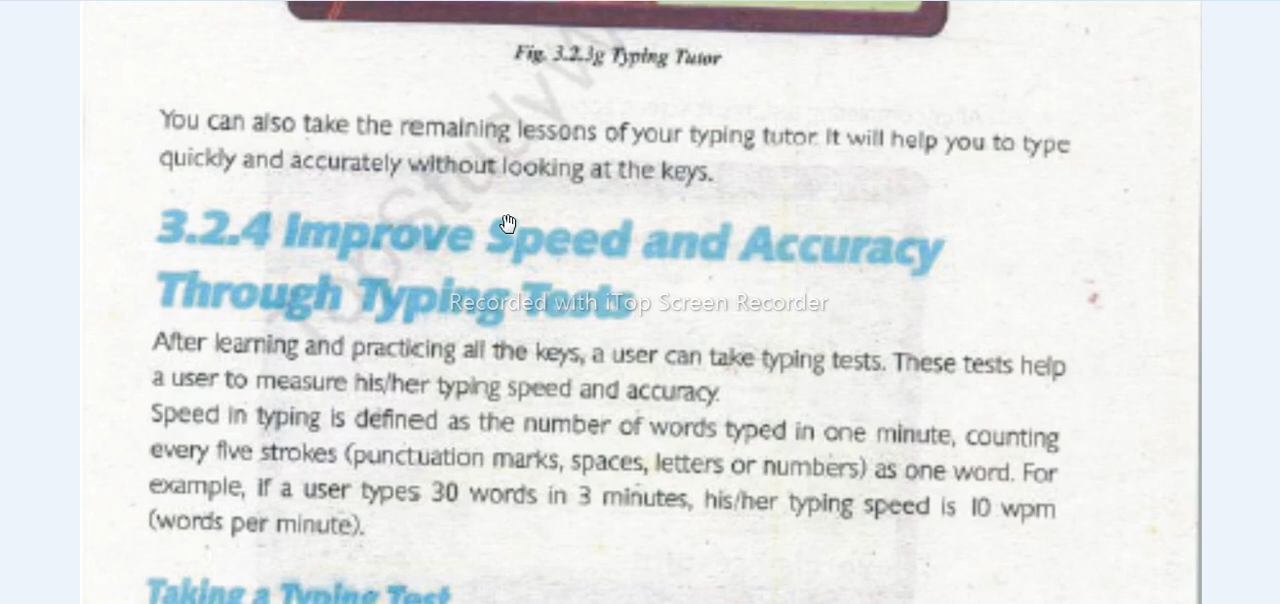 Fig. 3.2.3g Typing Tutor
You can also take the remaining lessons of your typing tutor. It will help you to type
quickly and accurately without looking at the keys.
3.2.4 Improve Speed and Accuracy
Through Typing Tests
Recorded with iTop Screen Recorder
After learning and practicing all the keys, a user can take typing tests. These tests help
a user to measure his/her typing speed and accuracy.
Speed in typing is defined as the number of words typed in one minute, counting
every five strokes (punctuation marks, spaces, letters or numbers) as one word. For
example, if a user types 30 words in 3 minutes, his/her typing speed is 10 wpm
(words per minute).
Taking a Typing Test